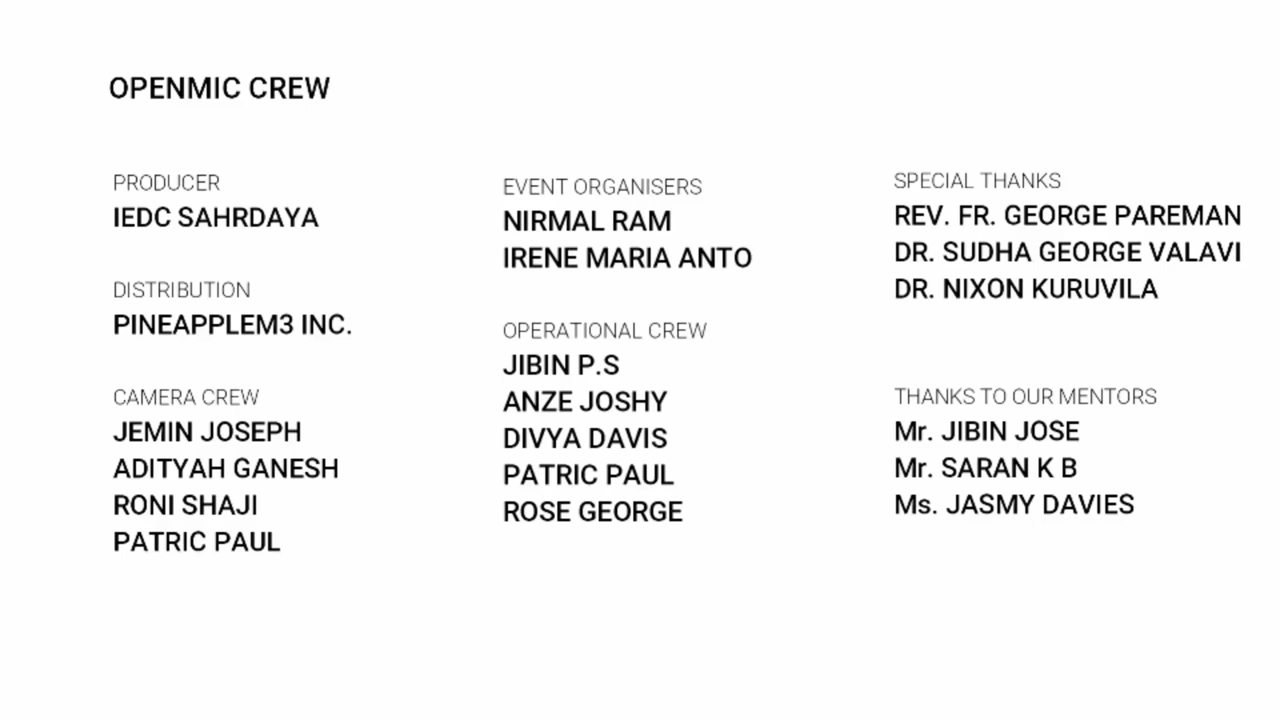 OPENMIC CREW
PRODUCER
IEDC SAHRDAYA
DISTRIBUTION
PINEAPPLEM3 INC.
CAMERA CREW
JEMIN JOSEPH
ADITYAH GANESH
RONI SHAJI
PATRIC PAUL
EVENT ORGANISERS
NIRMAL RAM
IRENE MARIA ANTO
OPERATIONAL CREW
JIBIN P.S
ANZE JOSHY
DIVYA DAVIS
PATRIC PAUL
ROSE GEORGE
SPECIAL THANKS
REV. FR. GEORGE PAREMAN
DR. SUDHA GEORGE VALAVI
DR. NIXON KURUVILA
THANKS TO OUR MENTORS
Mr. JIBIN JOSE
Mr. SARAN K B
Ms. JASMY DAVIES